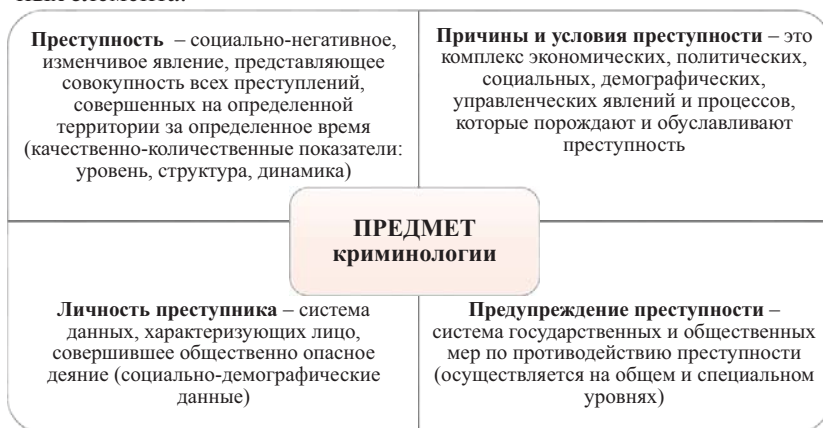 Преступность – социально-негативное,
изменчивое явление, представляющее
совокупность всех преступлений,
совершенных на определенной
территории за определенное время
(качественно-количественные показатели:
уровень, структура, динамика)
Причины и условия преступности – это
комплекс экономических, политических,
социальных, демографических,
управленческих явлений и процессов,
которые порождают и обуславливают
преступность
ПРЕДМЕТ
криминологии
Личность преступника – система
данных, характеризующих лицо,
совершившее общественно опасное
деяние (социально-демографические
данные)
Предупреждение преступности –
система государственных и общественных
мер по противодействию преступности
(осуществляется на общем и специальном
уровнях)